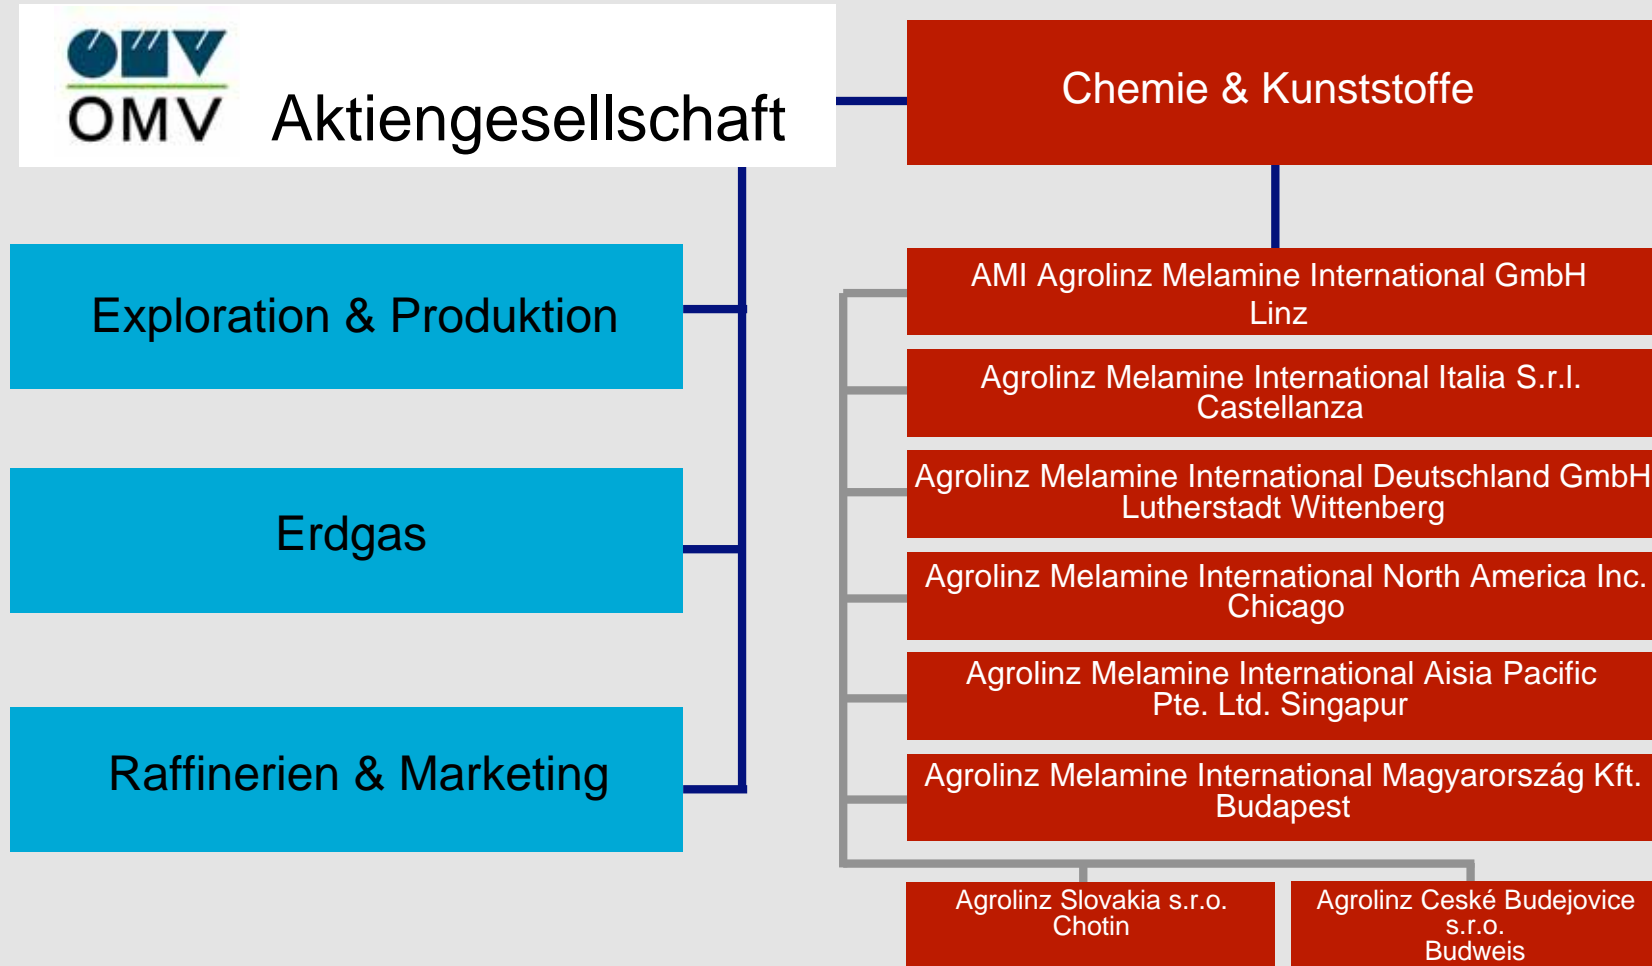 OMV
OMV Aktiengesellschaft
Chemie & Kunststoffe
Exploration & Produktion
Erdgas
Raffinerien & Marketing
AMI Agrolinz Melamine International GmbH
Linz
Agrolinz Melamine International Italia S.r.l.
Castellanza
Agrolinz Melamine International Deutschland GmbH
Lutherstadt Wittenberg
Agrolinz Melamine International North America Inc.
Chicago
Agrolinz Melamine International Aisia Pacific
Pte. Ltd. Singapur
Agrolinz Melamine International Magyarország Kft.
Budapest
Agrolinz Slovakia s.r.o.
Chotin
Agrolinz Ceské Budejovice
s.r.o.
Budweis